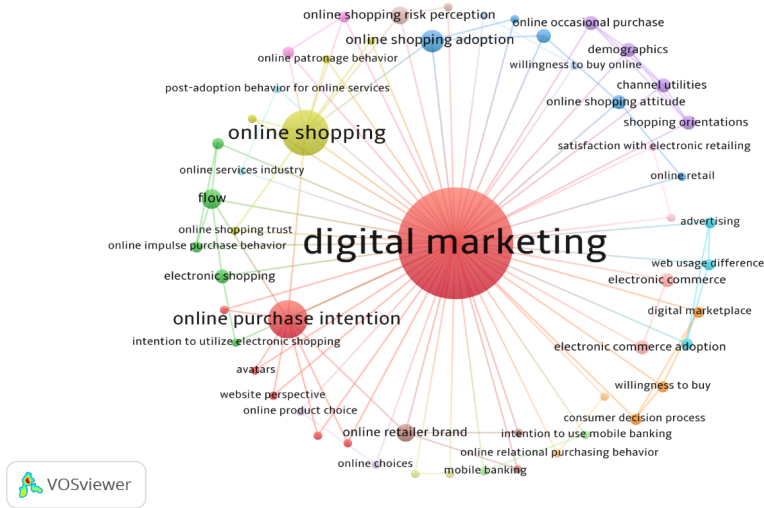 online shopping risk perception
online occasional purchase
online shopping adoption
demographics
online patronage behavior
willingness to buy online
channel utilities
post-adoption behavior for online services
online shopping attitude
shopping orientations
online shopping
satisfaction with electronic retailing
online services industry
online retail
flow
advertising
online shopping trust
digital marketing
online impulse purchase behavior
web usage difference
electronic shopping
electronic commerce
digital marketplace
online purchase intention
intention to utilize electronic shopping
electronic commerce adoption
avatars
willingness to buy
website perspective
online product choice
consumer decision process
online retailer brand
intention to use mobile banking
online relational purchasing behavior
online choices
mobile banking
VOSviewer